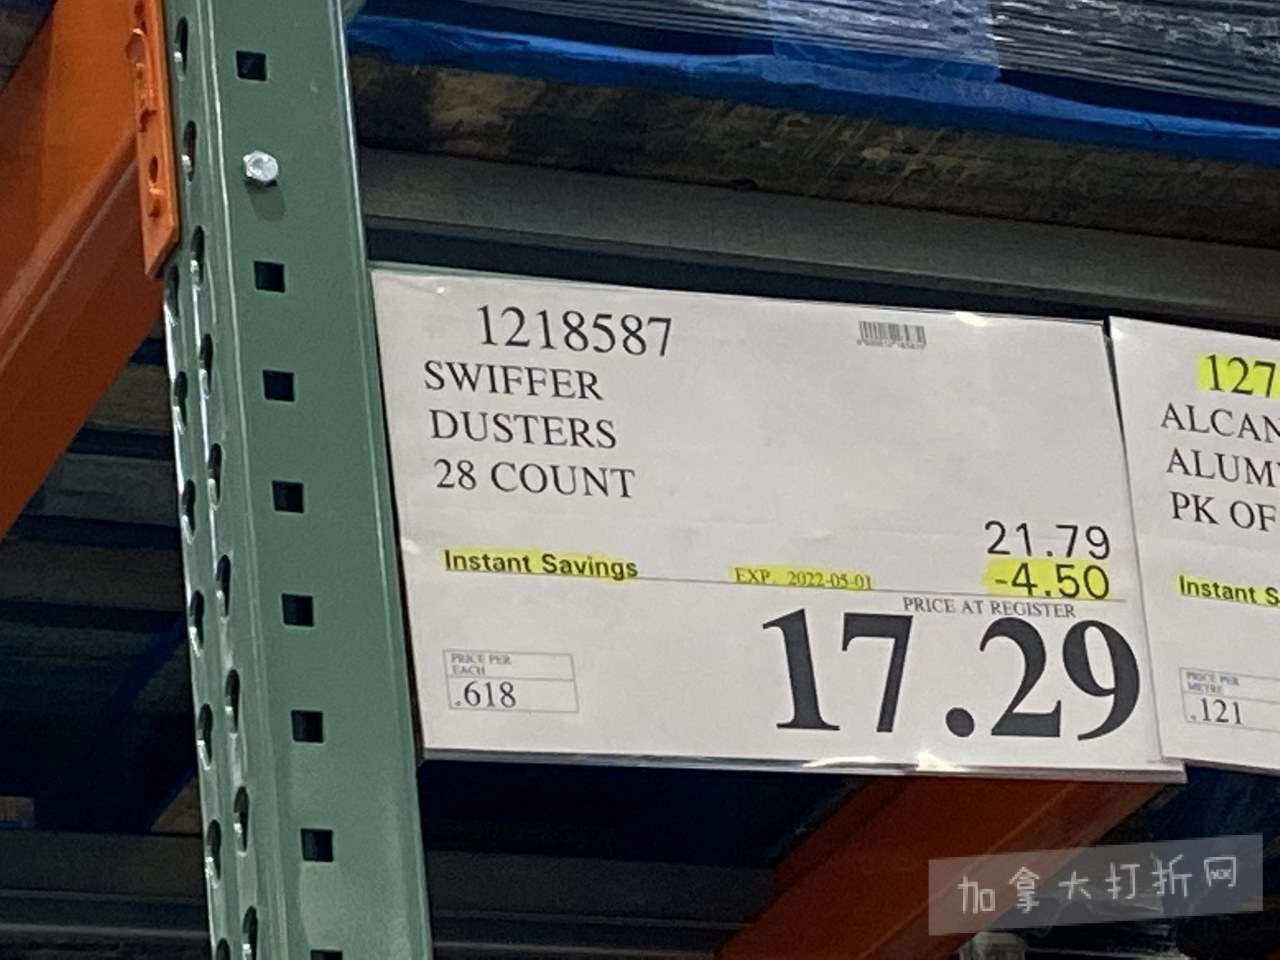 1218587
SWIFFER
DUSTERS
28 COUNT
21.79
Instant Savings EXP. 2022-05-01 -4.50
PRICE AT REGISTER
17.29
PRICE PER
EACH
.618
127
ALCAN
ALUM
PK OF
Instant S
PRICE PER
METRE
.121
加拿大打折网